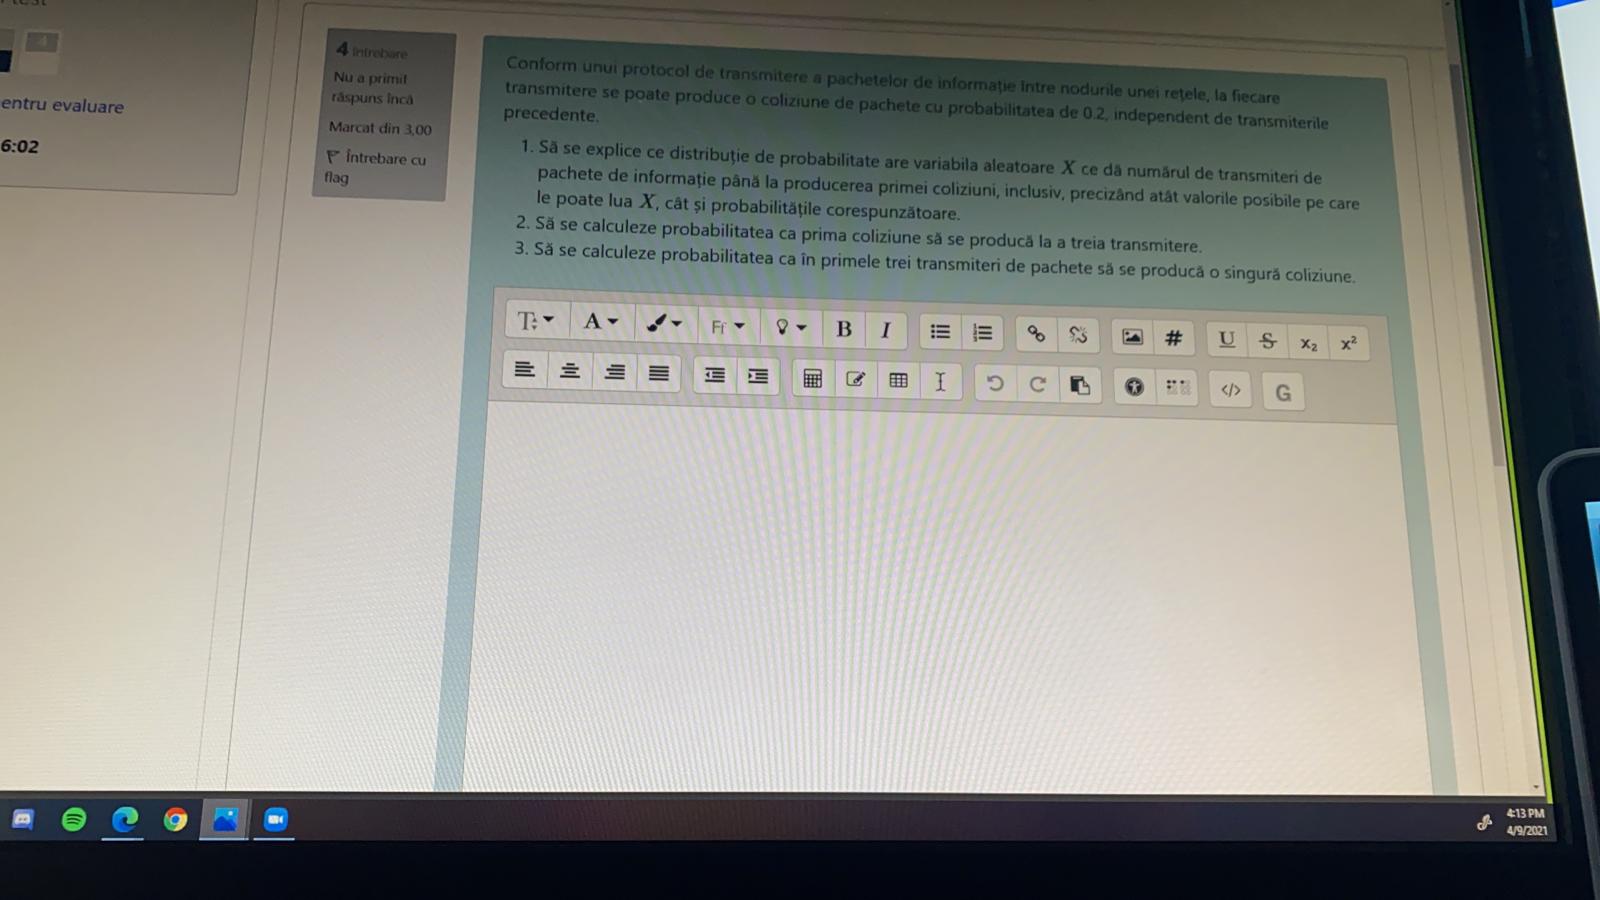 4
entru evaluare
6:02
4 întrebare
Nu a primit
răspuns încă
Marcat din 3,00
Întrebare cu
flag
Conform unui protocol de transmitere a pachetelor de informație între nodurile unei rețele, la fiecare
transmitere se poate produce o coliziune de pachete cu probabilitatea de 0.2, independent de transmiterile
precedente.
1. Să se explice ce distribuție de probabilitate are variabila aleatoare X ce dă numărul de transmiteri de
pachete de informație până la producerea primei coliziuni, inclusiv, precizând atât valorile posibile pe care
le poate lua X, cât și probabilitățile corespunzătoare.
2. Să se calculeze probabilitatea ca prima coliziune să se producă la a treia transmitere.
3. Să se calculeze probabilitatea ca în primele trei transmiteri de pachete să se producă o singură coliziune.
A B I # U S x₂ x²
</> G
4:13 PM
4/9/2021